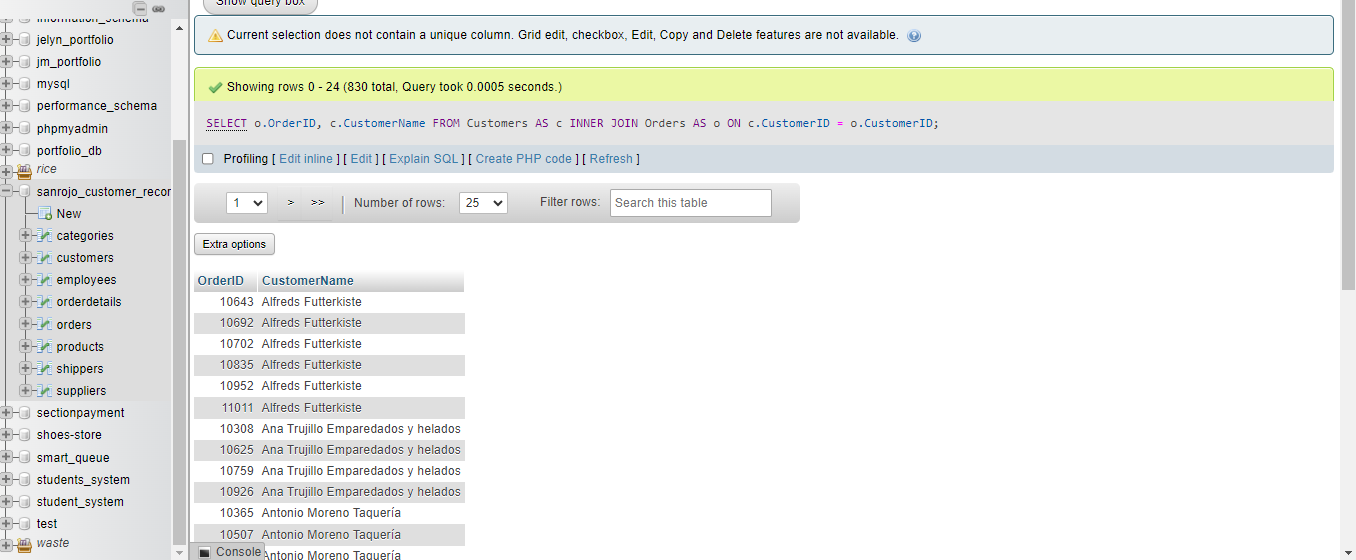 information_schema
jelyn_portfolio
jm_portfolio
mysql
performance_schema
phpmyadmin
portfolio_db
rice
sanrojo_customer_recor
New
categories
customers
employees
orderdetails
orders
products
shippers
suppliers
sectionpayment
shoes-store
smart_queue
students_system
student_system
test
waste
Show query box
Current selection does not contain a unique column. Grid edit, checkbox, Edit, Copy and Delete features are not available.
Showing rows 0 - 24 (830 total, Query took 0.0005 seconds.)
SELECT o.OrderID, c.CustomerName FROM Customers AS c INNER JOIN Orders AS o ON c.CustomerID = o.CustomerID;
Profiling [ Edit inline ] [ Edit ] [ Explain SQL ] [ Create PHP code ] [ Refresh ]
1 > >> | Number of rows: 25 Filter rows: Search this table
Extra options
OrderID CustomerName
10643 Alfreds Futterkiste
10692 Alfreds Futterkiste
10702 Alfreds Futterkiste
10835 Alfreds Futterkiste
10952 Alfreds Futterkiste
11011 Alfreds Futterkiste
10308 Ana Trujillo Emparedados y helados
10625 Ana Trujillo Emparedados y helados
10759 Ana Trujillo Emparedados y helados
10926 Ana Trujillo Emparedados y helados
10365 Antonio Moreno Taquería
10507 Antonio Moreno Taquería
Console Antonio Moreno Taquería